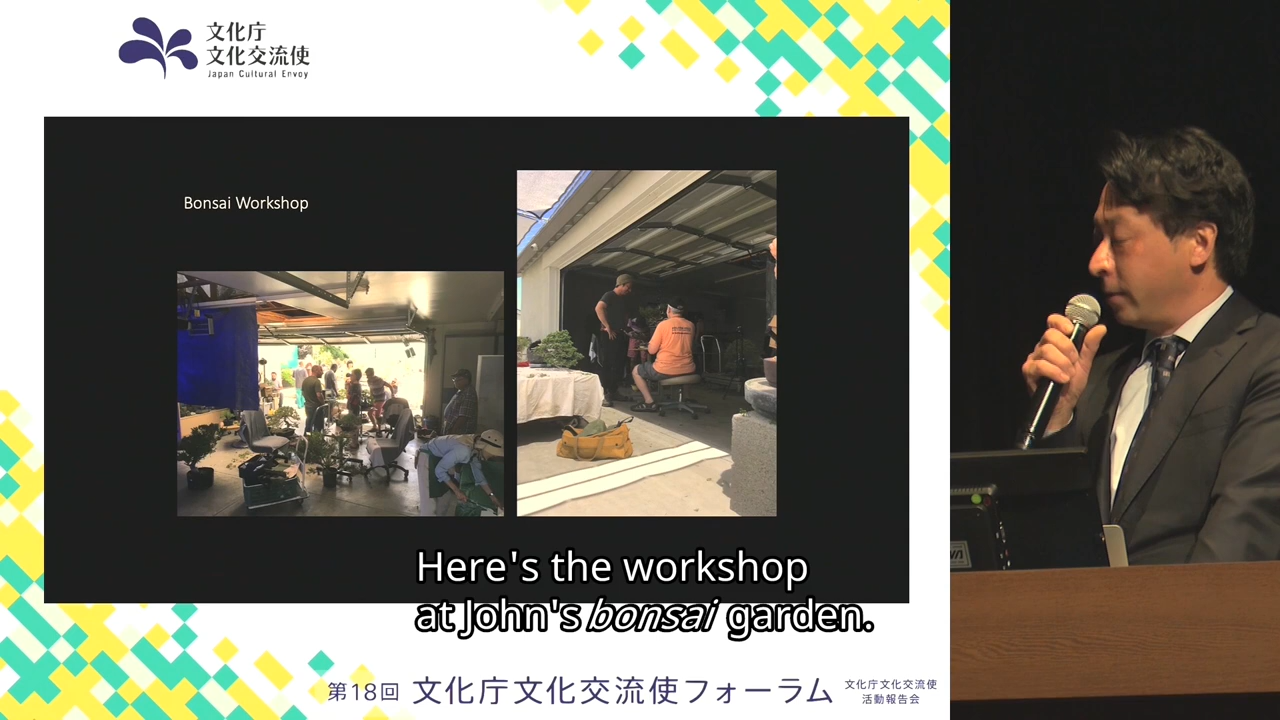 文化庁
文化交流使
Japan Cultural Envoy
Bonsai Workshop
Here's the workshop
at John's bonsai garden.
第18回 文化庁文化交流使フォーラム
文化庁文化交流使
活動報告会